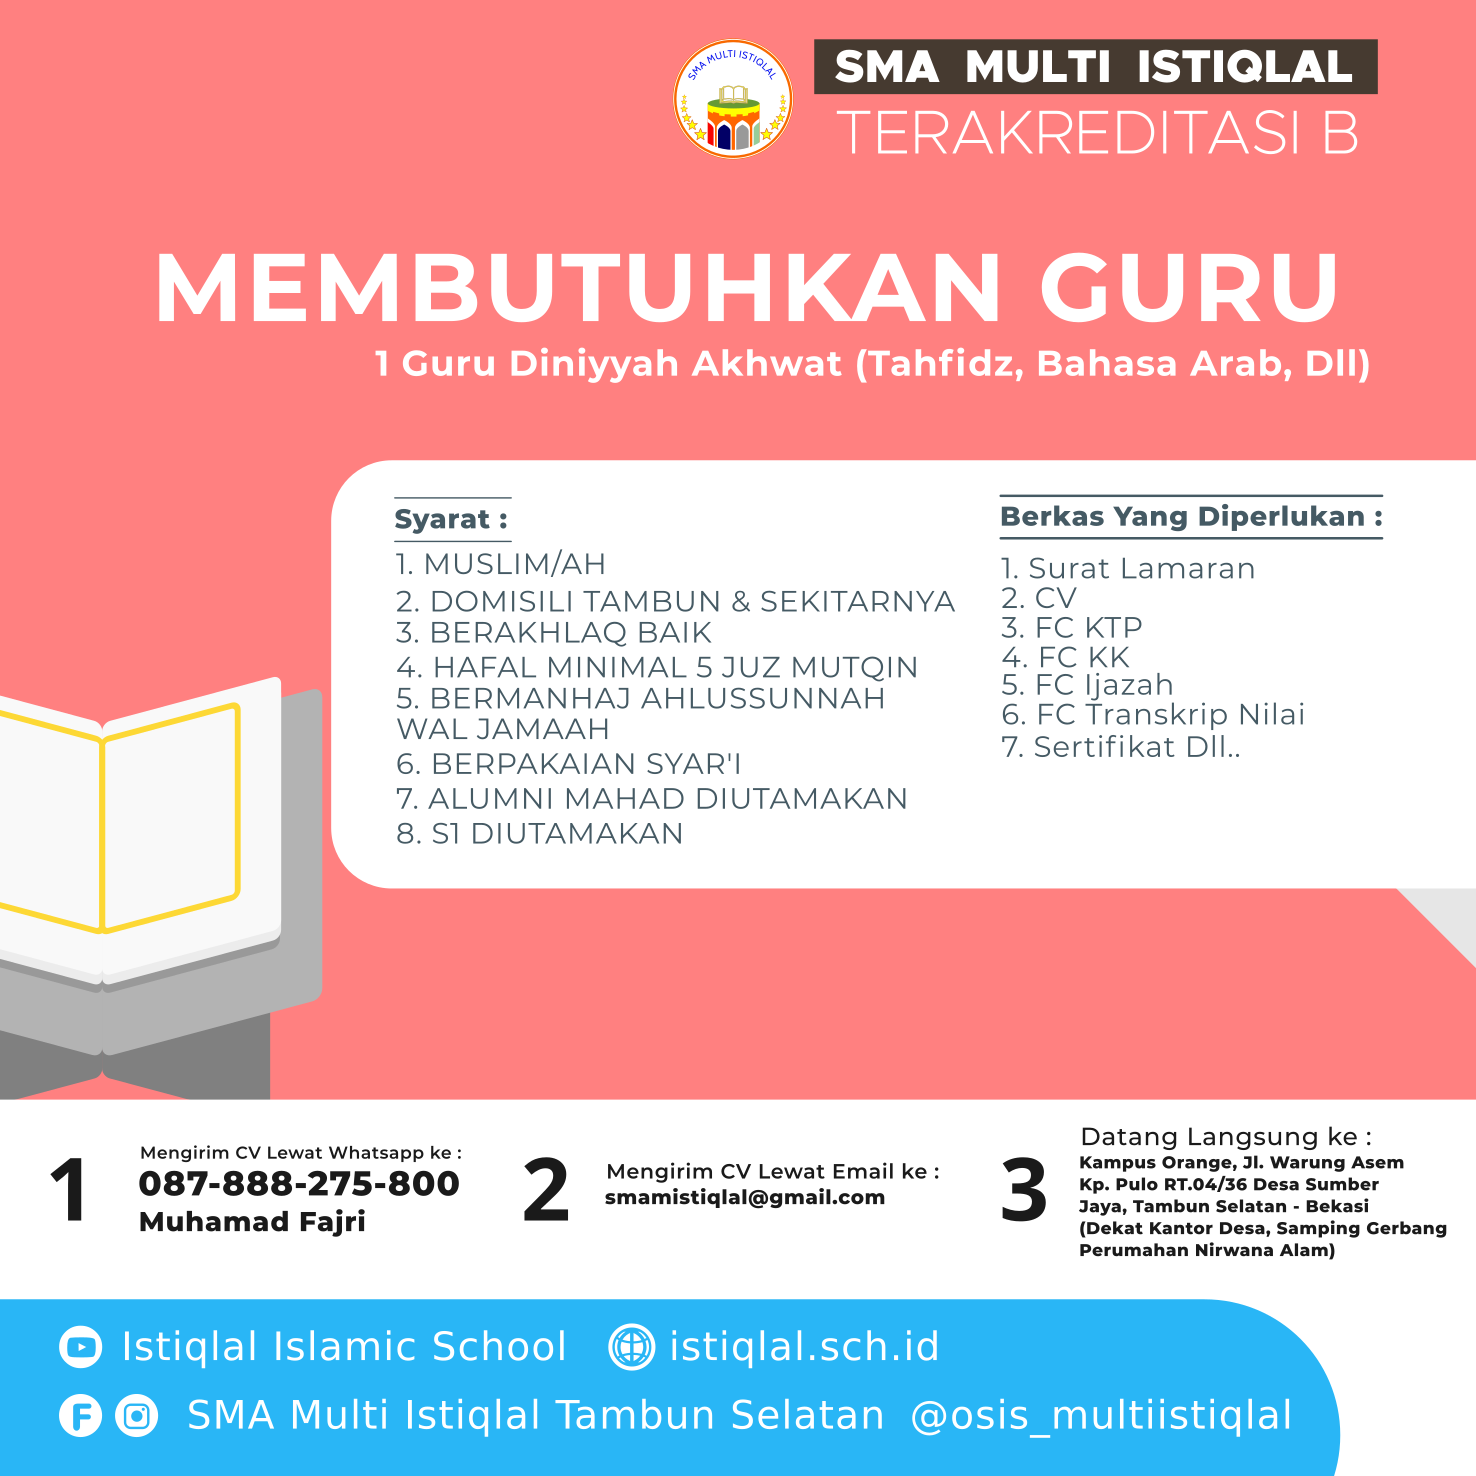 SMA MULTI ISTIQLAL
SMA MULTI ISTIQLAL
TERAKREDITASI B
MEMBUTUHKAN GURU
1 Guru Diniyyah Akhwat (Tahfidz, Bahasa Arab, Dll)
Syarat :
1. MUSLIM/AH
2. DOMISILI TAMBUN & SEKITARNYA
3. BERAKHLAQ BAIK
4. HAFAL MINIMAL 5 JUZ MUTQIN
5. BERMANHAJ AHLUSSUNNAH
WAL JAMAAH
6. BERPAKAIAN SYAR'I
7. ALUMNI MAHAD DIUTAMAKAN
8. S1 DIUTAMAKAN
Berkas Yang Diperlukan :
1. Surat Lamaran
2. CV
3. FC KTP
4. FC KK
5. FC Ijazah
6. FC Transkrip Nilai
7. Sertifikat Dll..
1
Mengirim CV Lewat Whatsapp ke :
087-888-275-800
Muhamad Fajri
2
Mengirim CV Lewat Email ke :
smamistiqlal@gmail.com
3
Datang Langsung ke :
Kampus Orange, Jl. Warung Asem
Kp. Pulo RT.04/36 Desa Sumber
Jaya, Tambun Selatan - Bekasi
(Dekat Kantor Desa, Samping Gerbang
Perumahan Nirwana Alam)
Istiqlal Islamic School
istiqlal.sch.id
SMA Multi Istiqlal Tambun Selatan @osis_multiistiqlal